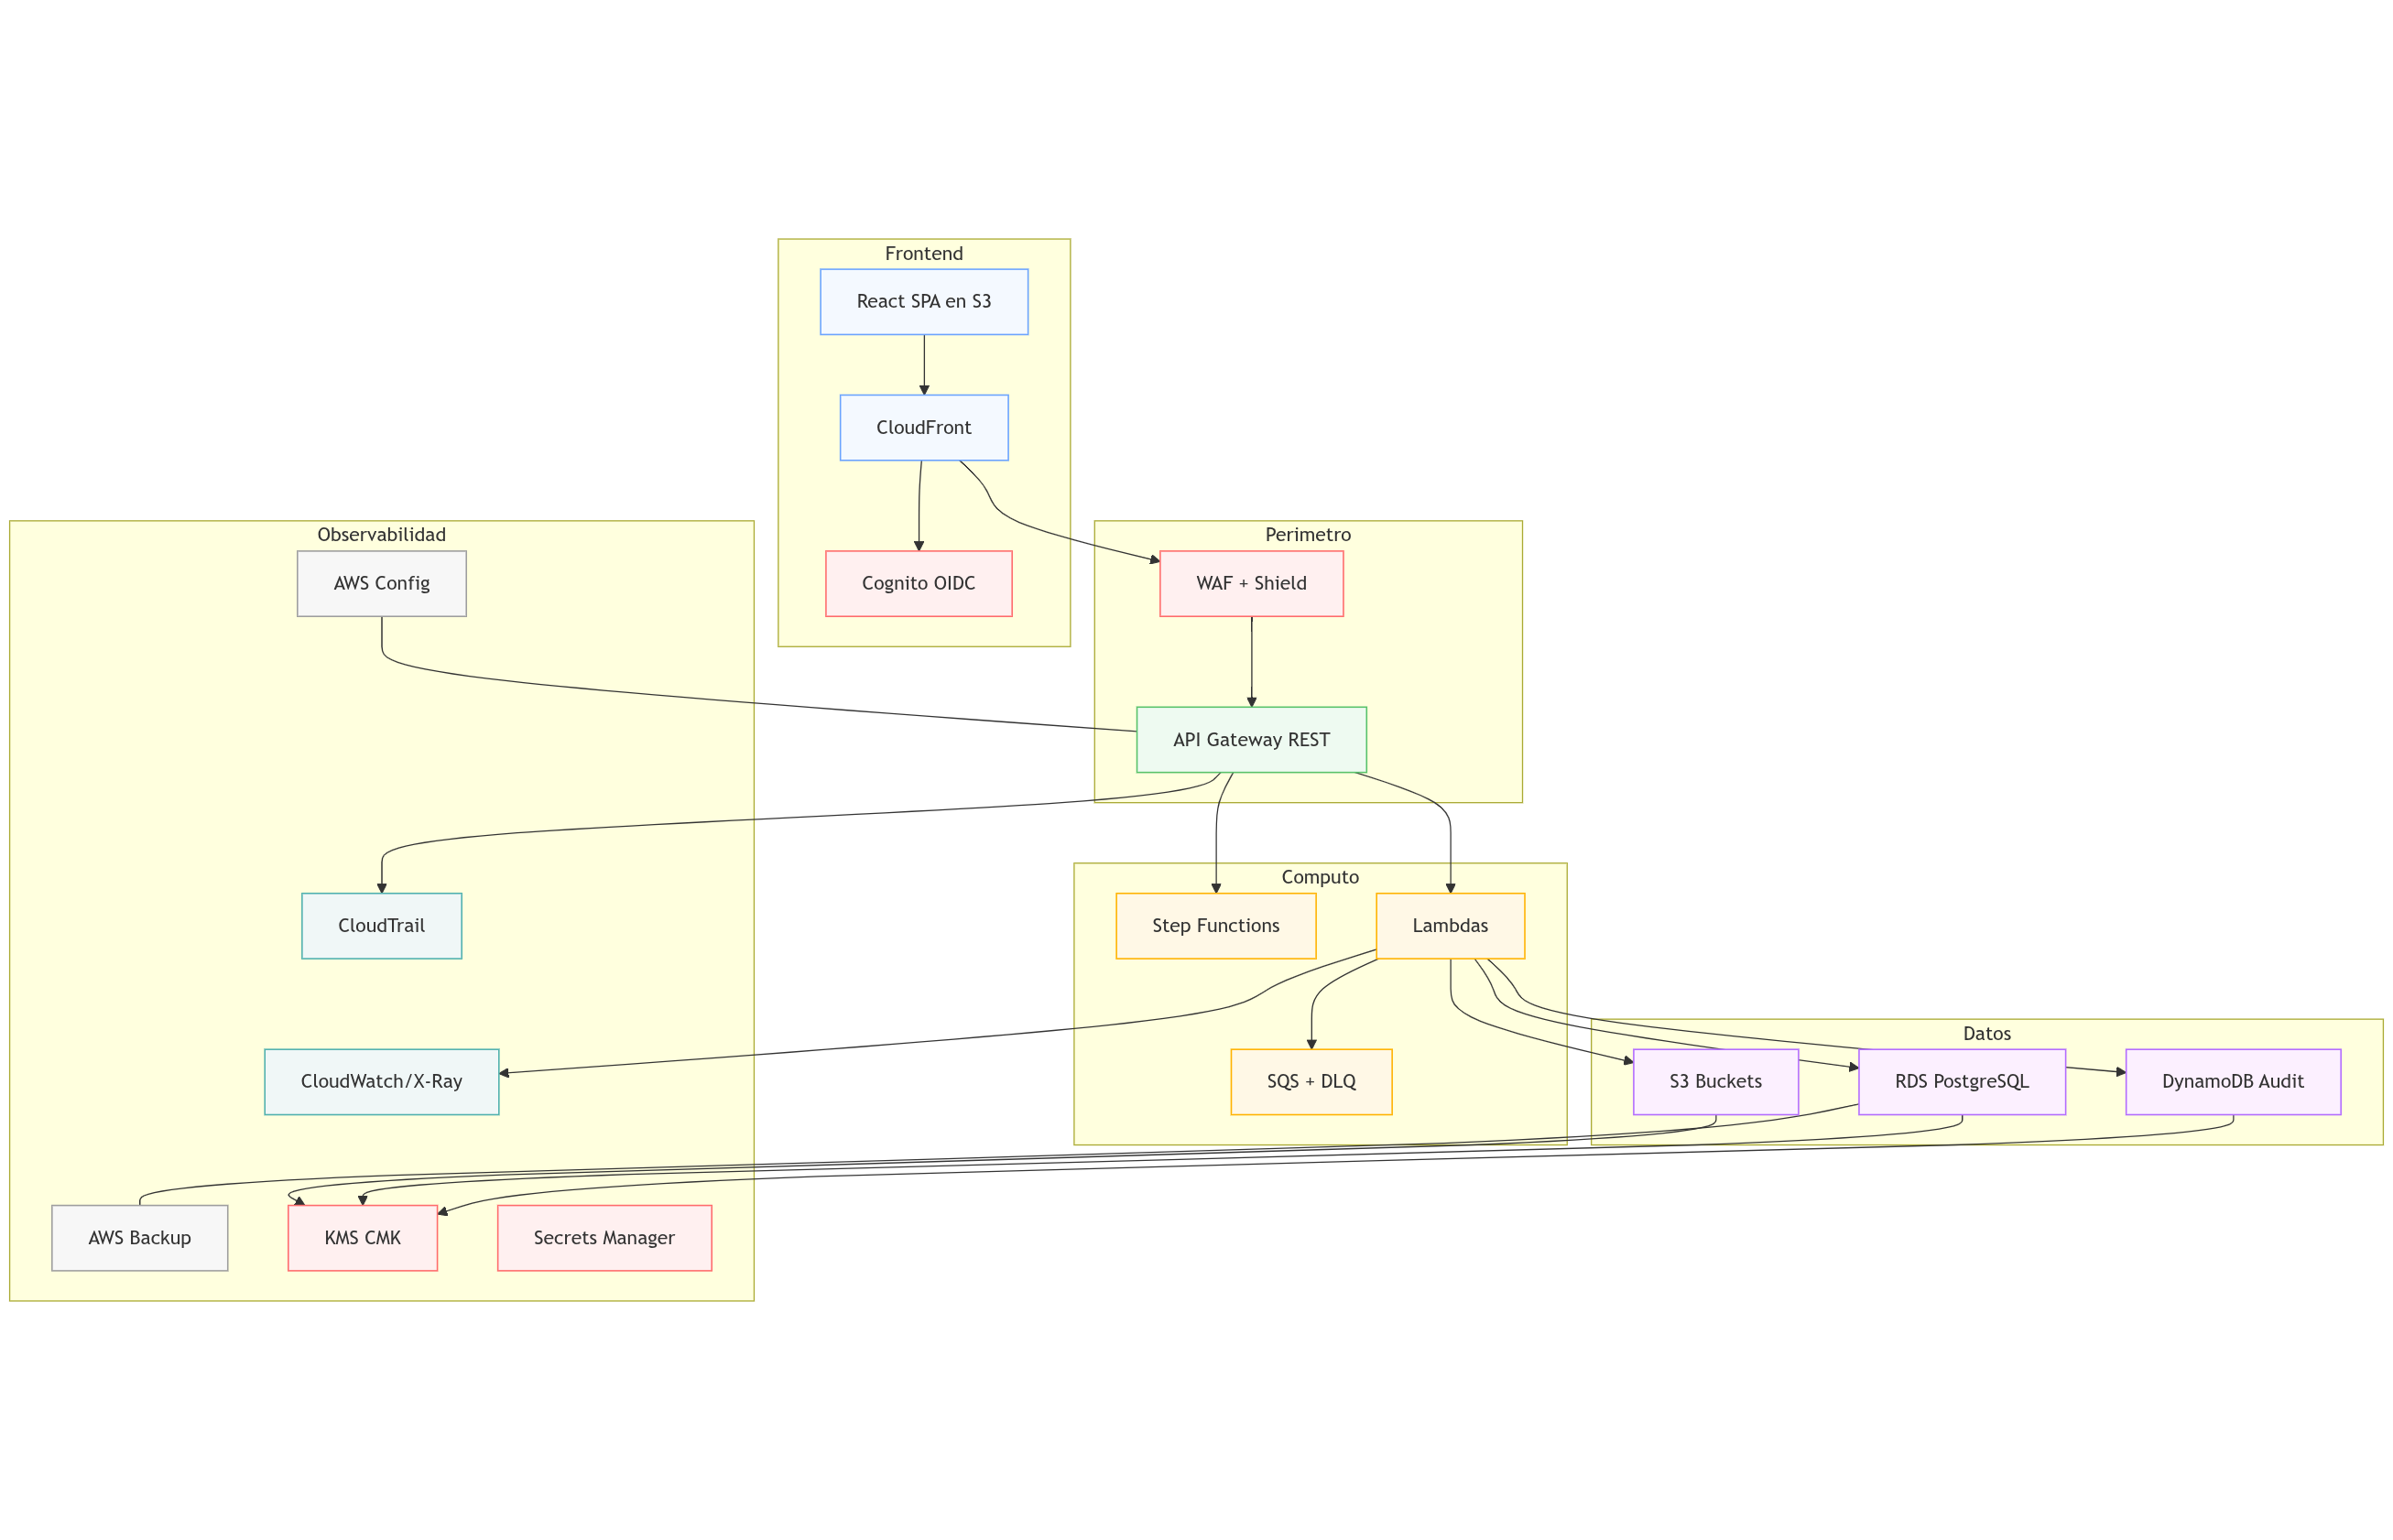 Frontend
React SPA en S3
CloudFront
Cognito OIDC
Observabilidad
AWS Config
CloudTrail
CloudWatch/X-Ray
AWS Backup
KMS CMK
Secrets Manager
Perimetro
WAF + Shield
API Gateway REST
Computo
Step Functions
Lambdas
SQS + DLQ
Datos
S3 Buckets
RDS PostgreSQL
DynamoDB Audit